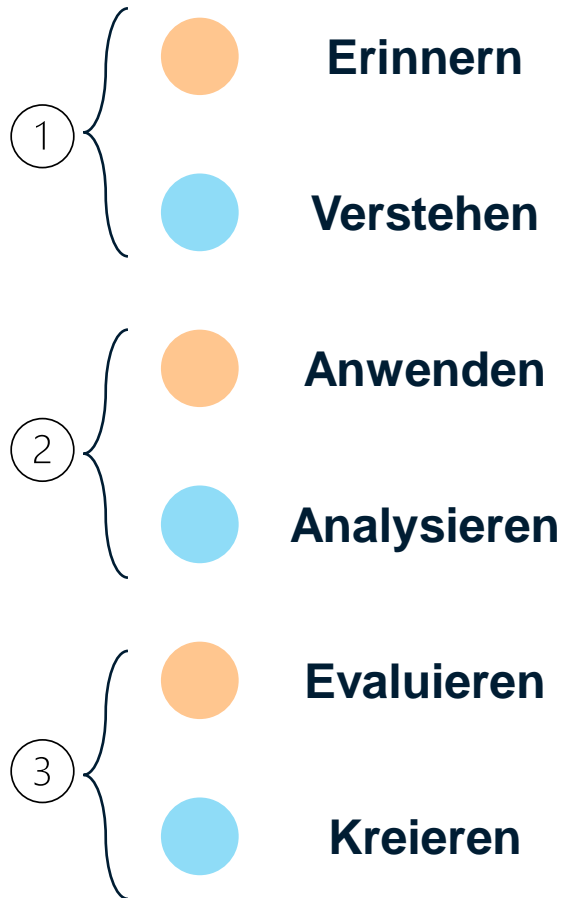 Erinnern
1
Verstehen
Anwenden
2
Analysieren
Evaluieren
3
Kreieren